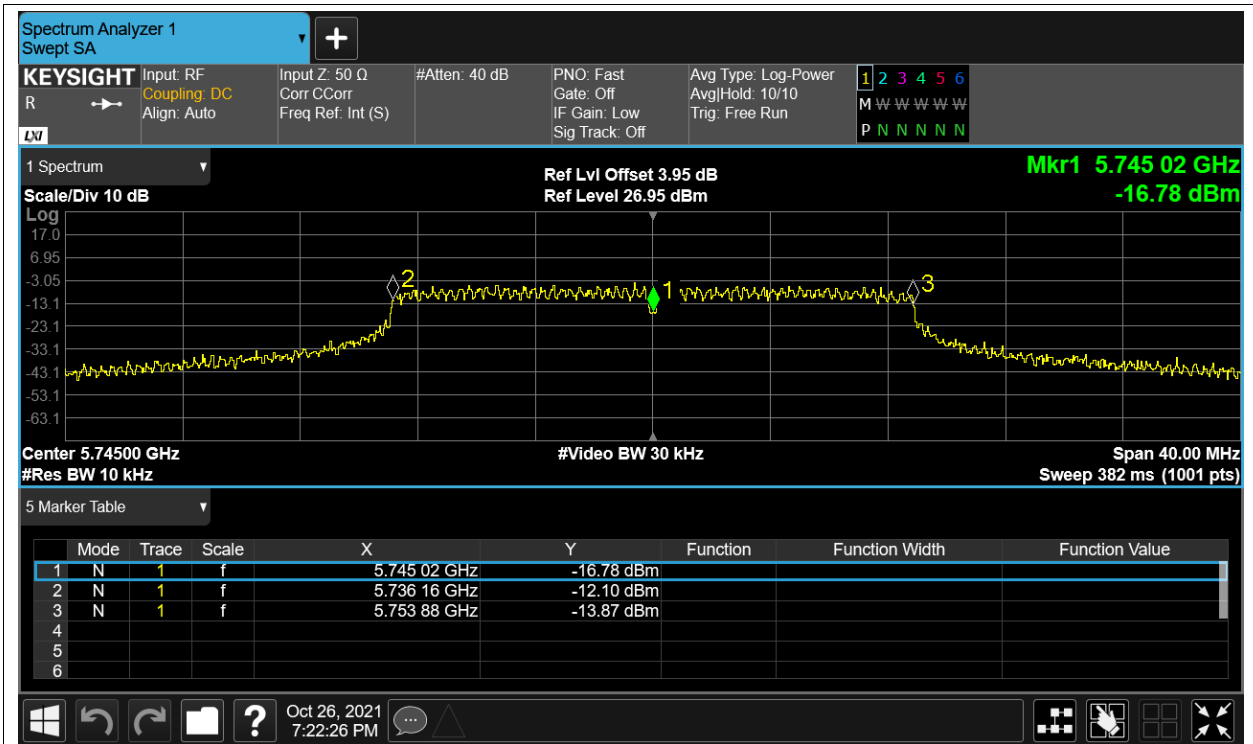 Spectrum Analyzer 1
Swept SA
KEYSIGHT
R
LXI
Input: RF
Coupling: DC
Align: Auto
Input Z: 50 Ω
Corr CCorr
Freq Ref: Int (S)
#Atten: 40 dB
PNO: Fast
Gate: Off
IF Gain: Low
Sig Track: Off
Avg Type: Log-Power
Avg|Hold: 10/10
Trig: Free Run
1 2 3 4 5 6
M W W W W W
P N N N N N
1 Spectrum
Scale/Div 10 dB
Ref Lvl Offset 3.95 dB
Ref Level 26.95 dBm
Mkr1 5.745 02 GHz
-16.78 dBm
Log
17.0
6.95
-3.05
-13.1
-23.1
-33.1
-43.1
-53.1
-63.1
2
1
3
Center 5.74500 GHz
#Video BW 30 kHz
Span 40.00 MHz
#Res BW 10 kHz
Sweep 382 ms (1001 pts)
5 Marker Table
Mode Trace Scale X Y Function Function Width Function Value
1 N 1 f 5.745 02 GHz -16.78 dBm
2 N 1 f 5.736 16 GHz -12.10 dBm
3 N 1 f 5.753 88 GHz -13.87 dBm
4
5
6
?
Oct 26, 2021
7:22:26 PM